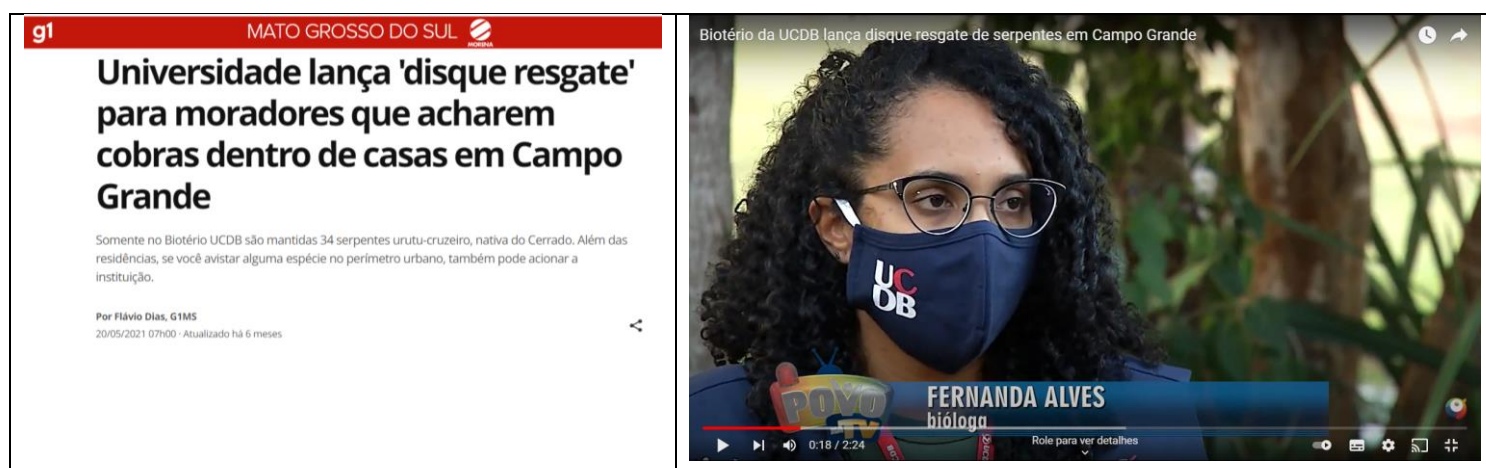 g1
MATO GROSSO DO SUL
MORENA
Universidade lança 'disque resgate'
para moradores que acharem
cobras dentro de casas em Campo
Grande
Somente no Biotério UCDB são mantidas 34 serpentes urutu-cruzeiro, nativa do Cerrado. Além das
residências, se você avistar alguma espécie no perímetro urbano, também pode acionar a
instituição.
Por Flávio Dias, G1MS
20/05/2021 07h00 · Atualizado há 6 meses
Biotério da UCDB lança disque resgate de serpentes em Campo Grande
UC
DB
POVO
TV
FERNANDA ALVES
bióloga
0:18 / 2:24
Role para ver detalhes